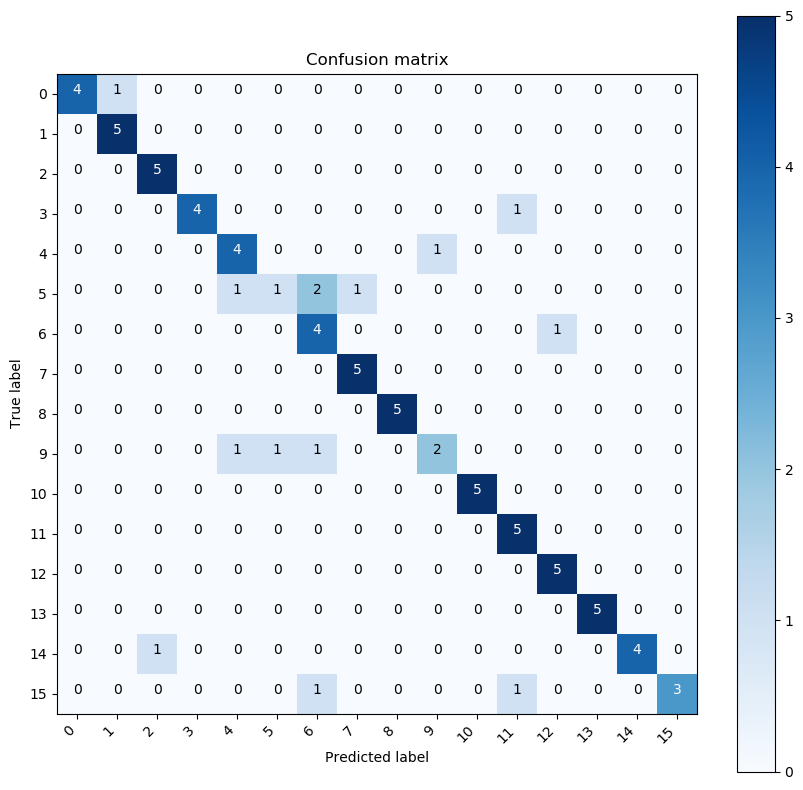 Confusion matrix
0 4 1 0 0 0 0 0 0 0 0 0 0 0 0 0 0
1 0 5 0 0 0 0 0 0 0 0 0 0 0 0 0 0
2 0 0 5 0 0 0 0 0 0 0 0 0 0 0 0 0
3 0 0 0 4 0 0 0 0 0 0 0 1 0 0 0 0
4 0 0 0 0 4 0 0 0 0 1 0 0 0 0 0 0
5 0 0 0 0 1 1 2 1 0 0 0 0 0 0 0 0
6 0 0 0 0 0 0 4 0 0 0 0 0 1 0 0 0
7 0 0 0 0 0 0 0 5 0 0 0 0 0 0 0 0
8 0 0 0 0 0 0 0 0 5 0 0 0 0 0 0 0
9 0 0 0 0 1 1 1 0 0 2 0 0 0 0 0 0
10 0 0 0 0 0 0 0 0 0 0 5 0 0 0 0 0
11 0 0 0 0 0 0 0 0 0 0 0 5 0 0 0 0
12 0 0 0 0 0 0 0 0 0 0 0 0 5 0 0 0
13 0 0 0 0 0 0 0 0 0 0 0 0 0 5 0 0
14 0 0 1 0 0 0 0 0 0 0 0 0 0 0 4 0
15 0 0 0 0 0 0 1 0 0 0 0 1 0 0 0 3
0 1 2 3 4 5 6 7 8 9 10 11 12 13 14 15
Predicted label
True label
5
4
3
2
1
0